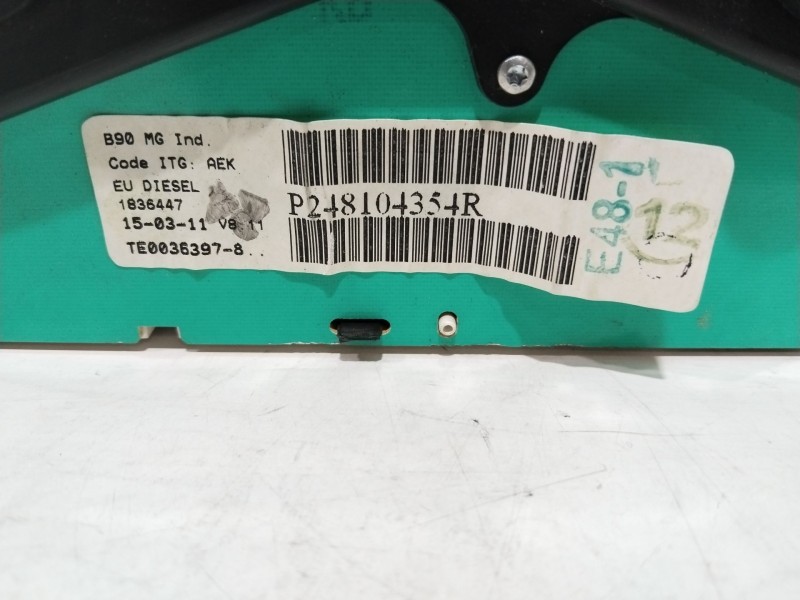 B90 MG Ind.
Code ITG: AEK
EU DIESEL
1836447
15-03-11 V8.11
TE0036397-8..
P248104354R
E48-1
12